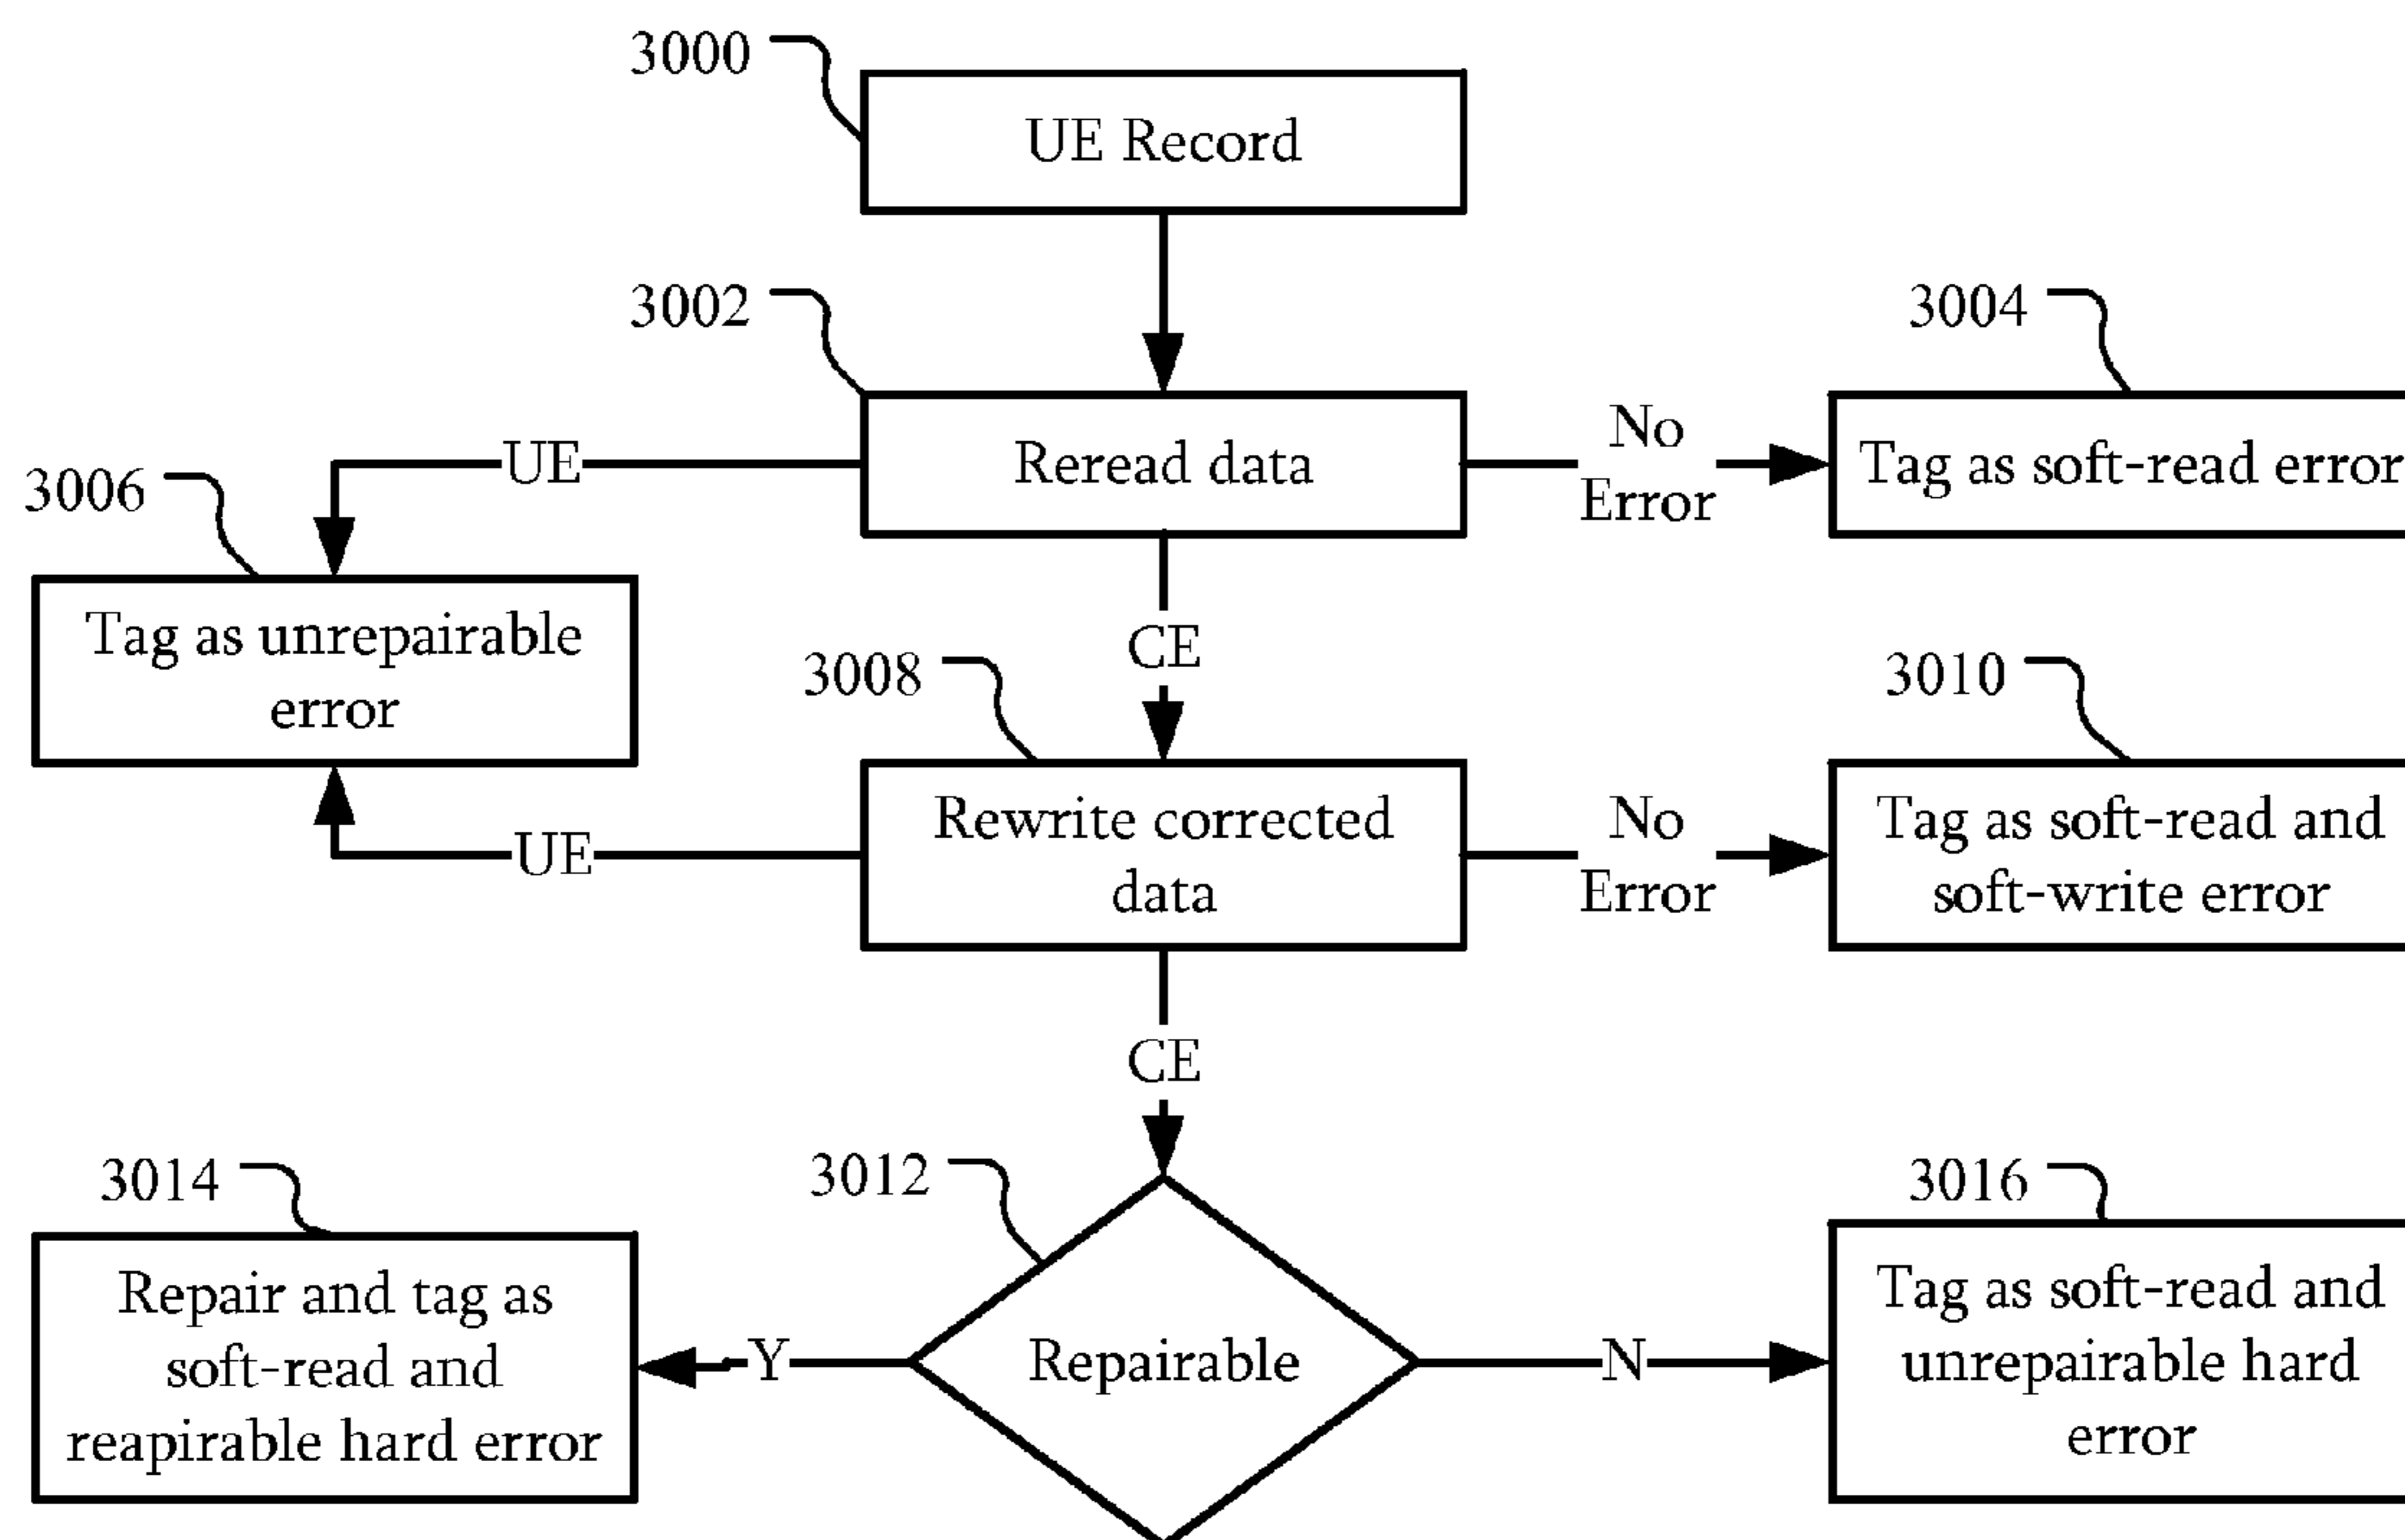 3000
UE Record
3002
3004
UE
Reread data
No
Error
Tag as soft-read error
3006
Tag as unrepairable
error
CE
3008
3010
UE
Rewrite corrected
data
No
Error
Tag as soft-read and
soft-write error
CE
3014
3012
3016
Repair and tag as
soft-read and
reapirable hard error
Y
Repairable
N
Tag as soft-read and
unrepairable hard
error